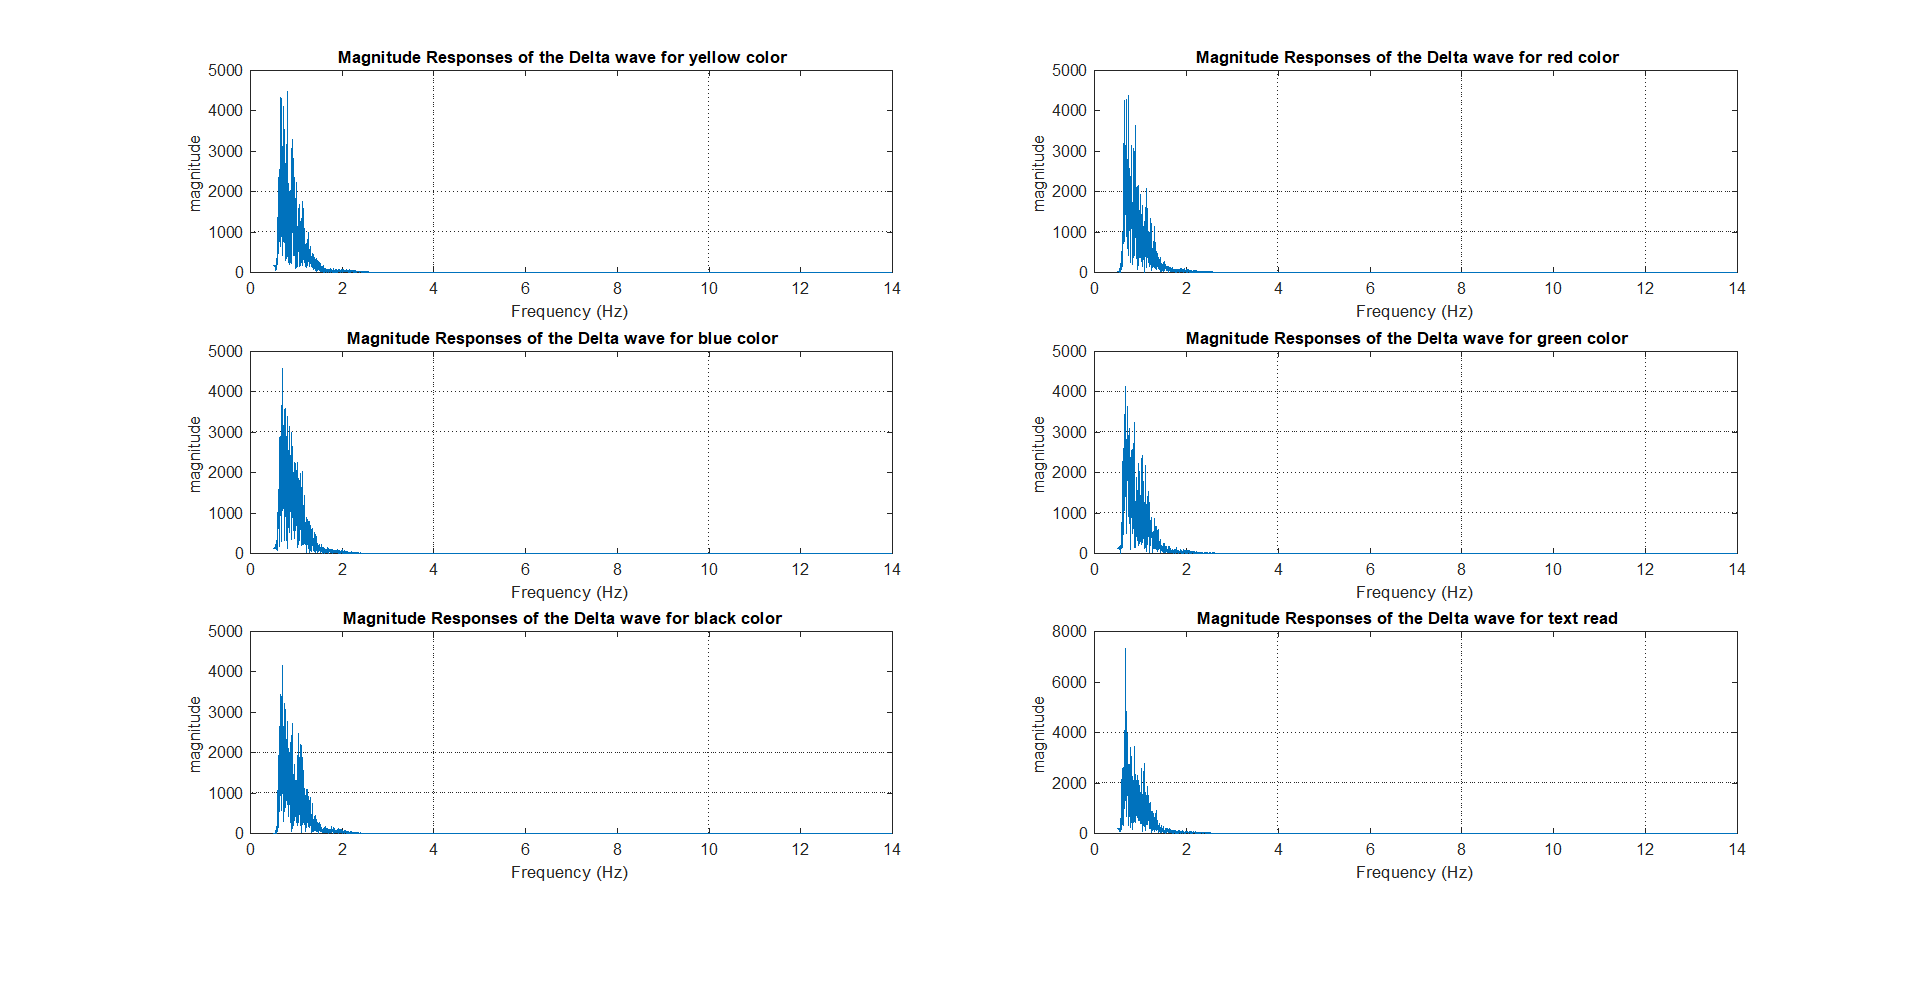 Magnitude Responses of the Delta wave for yellow color
5000
4000
3000
2000
1000
0
magnitude
0 2 4 6 8 10 12 14
Frequency (Hz)
Magnitude Responses of the Delta wave for red color
5000
4000
3000
2000
1000
0
magnitude
0 2 4 6 8 10 12 14
Frequency (Hz)
Magnitude Responses of the Delta wave for blue color
5000
4000
3000
2000
1000
0
magnitude
0 2 4 6 8 10 12 14
Frequency (Hz)
Magnitude Responses of the Delta wave for green color
5000
4000
3000
2000
1000
0
magnitude
0 2 4 6 8 10 12 14
Frequency (Hz)
Magnitude Responses of the Delta wave for black color
5000
4000
3000
2000
1000
0
magnitude
0 2 4 6 8 10 12 14
Frequency (Hz)
Magnitude Responses of the Delta wave for text read
8000
6000
4000
2000
0
magnitude
0 2 4 6 8 10 12 14
Frequency (Hz)